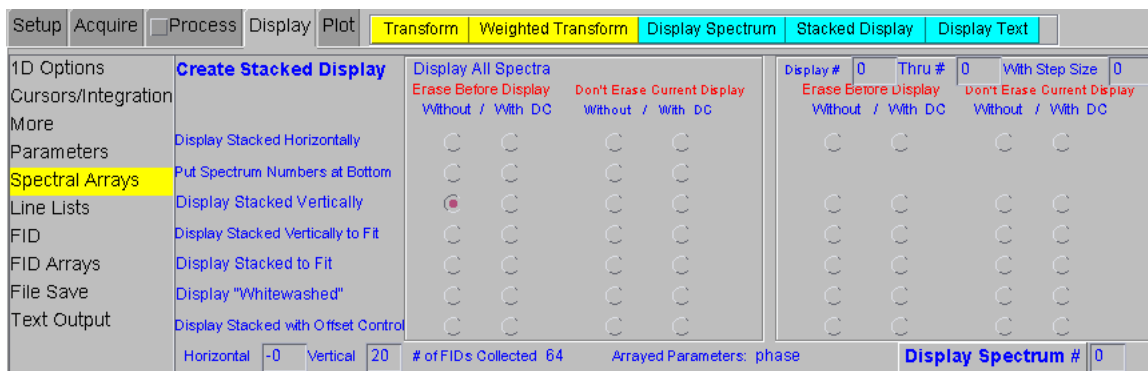 Setup Acquire Process Display Plot Transform Weighted Transform Display Spectrum Stacked Display Display Text
1D Options
Cursors/Integration
More
Parameters
Spectral Arrays
Line Lists
FID
FID Arrays
File Save
Text Output
Create Stacked Display
Display Stacked Horizontally
Put Spectrum Numbers at Bottom
Display Stacked Vertically
Display Stacked Vertically to Fit
Display Stacked to Fit
Display "Whitewashed"
Display Stacked with Offset Control
Display All Spectra
Erase Before Display Don't Erase Current Display
Without / With DC Without / With DC
Display # 0 Thru # 0 With Step Size 0
Erase Before Display Don't Erase Current Display
Without / With DC Without / With DC
Horizontal -0 Vertical 20 # of FIDs Collected 64 Arrayed Parameters: phase Display Spectrum # 0